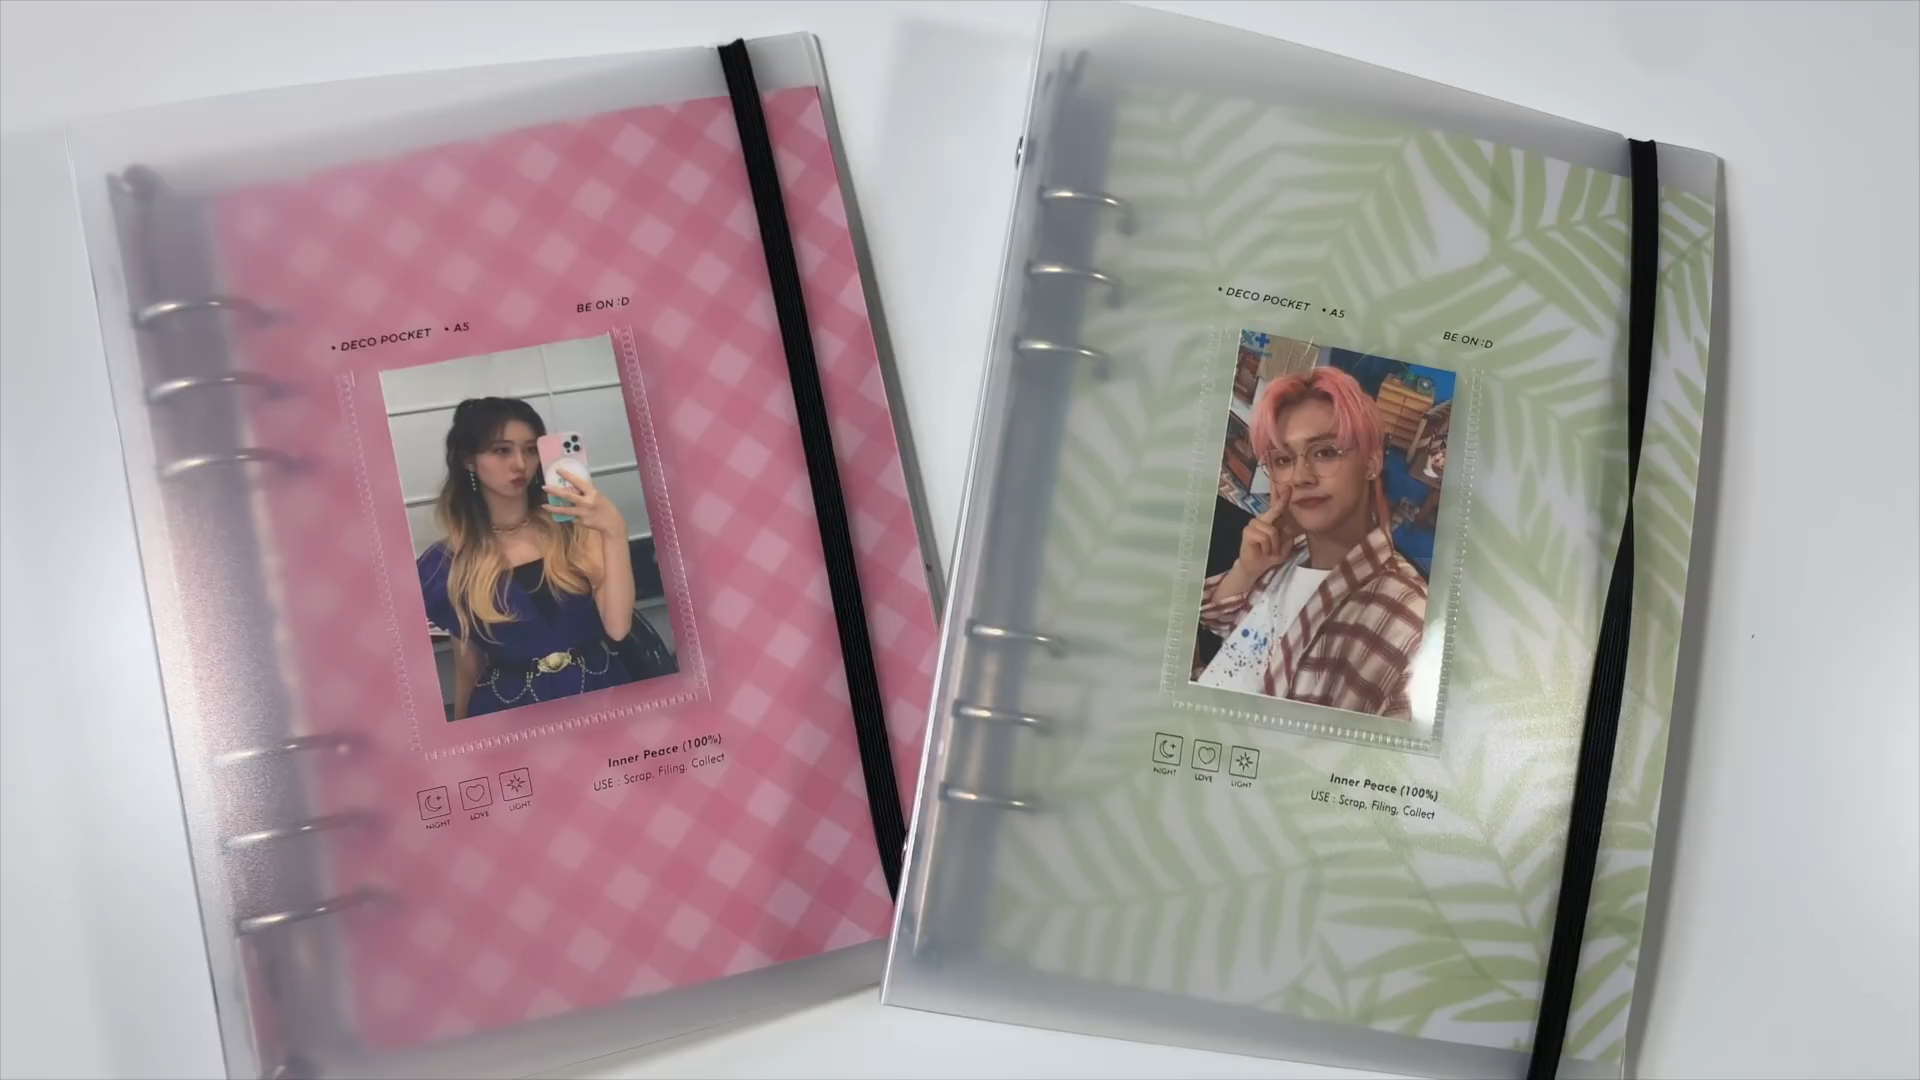 • DECO POCKET • A5
BE ON :D
NIGHT
LOVE
LIGHT
Inner Peace (100%)
USE : Scrap, Filing, Collect
• DECO POCKET • A5
BE ON :D
NIGHT
LOVE
LIGHT
Inner Peace (100%)
USE : Scrap, Filing, Collect